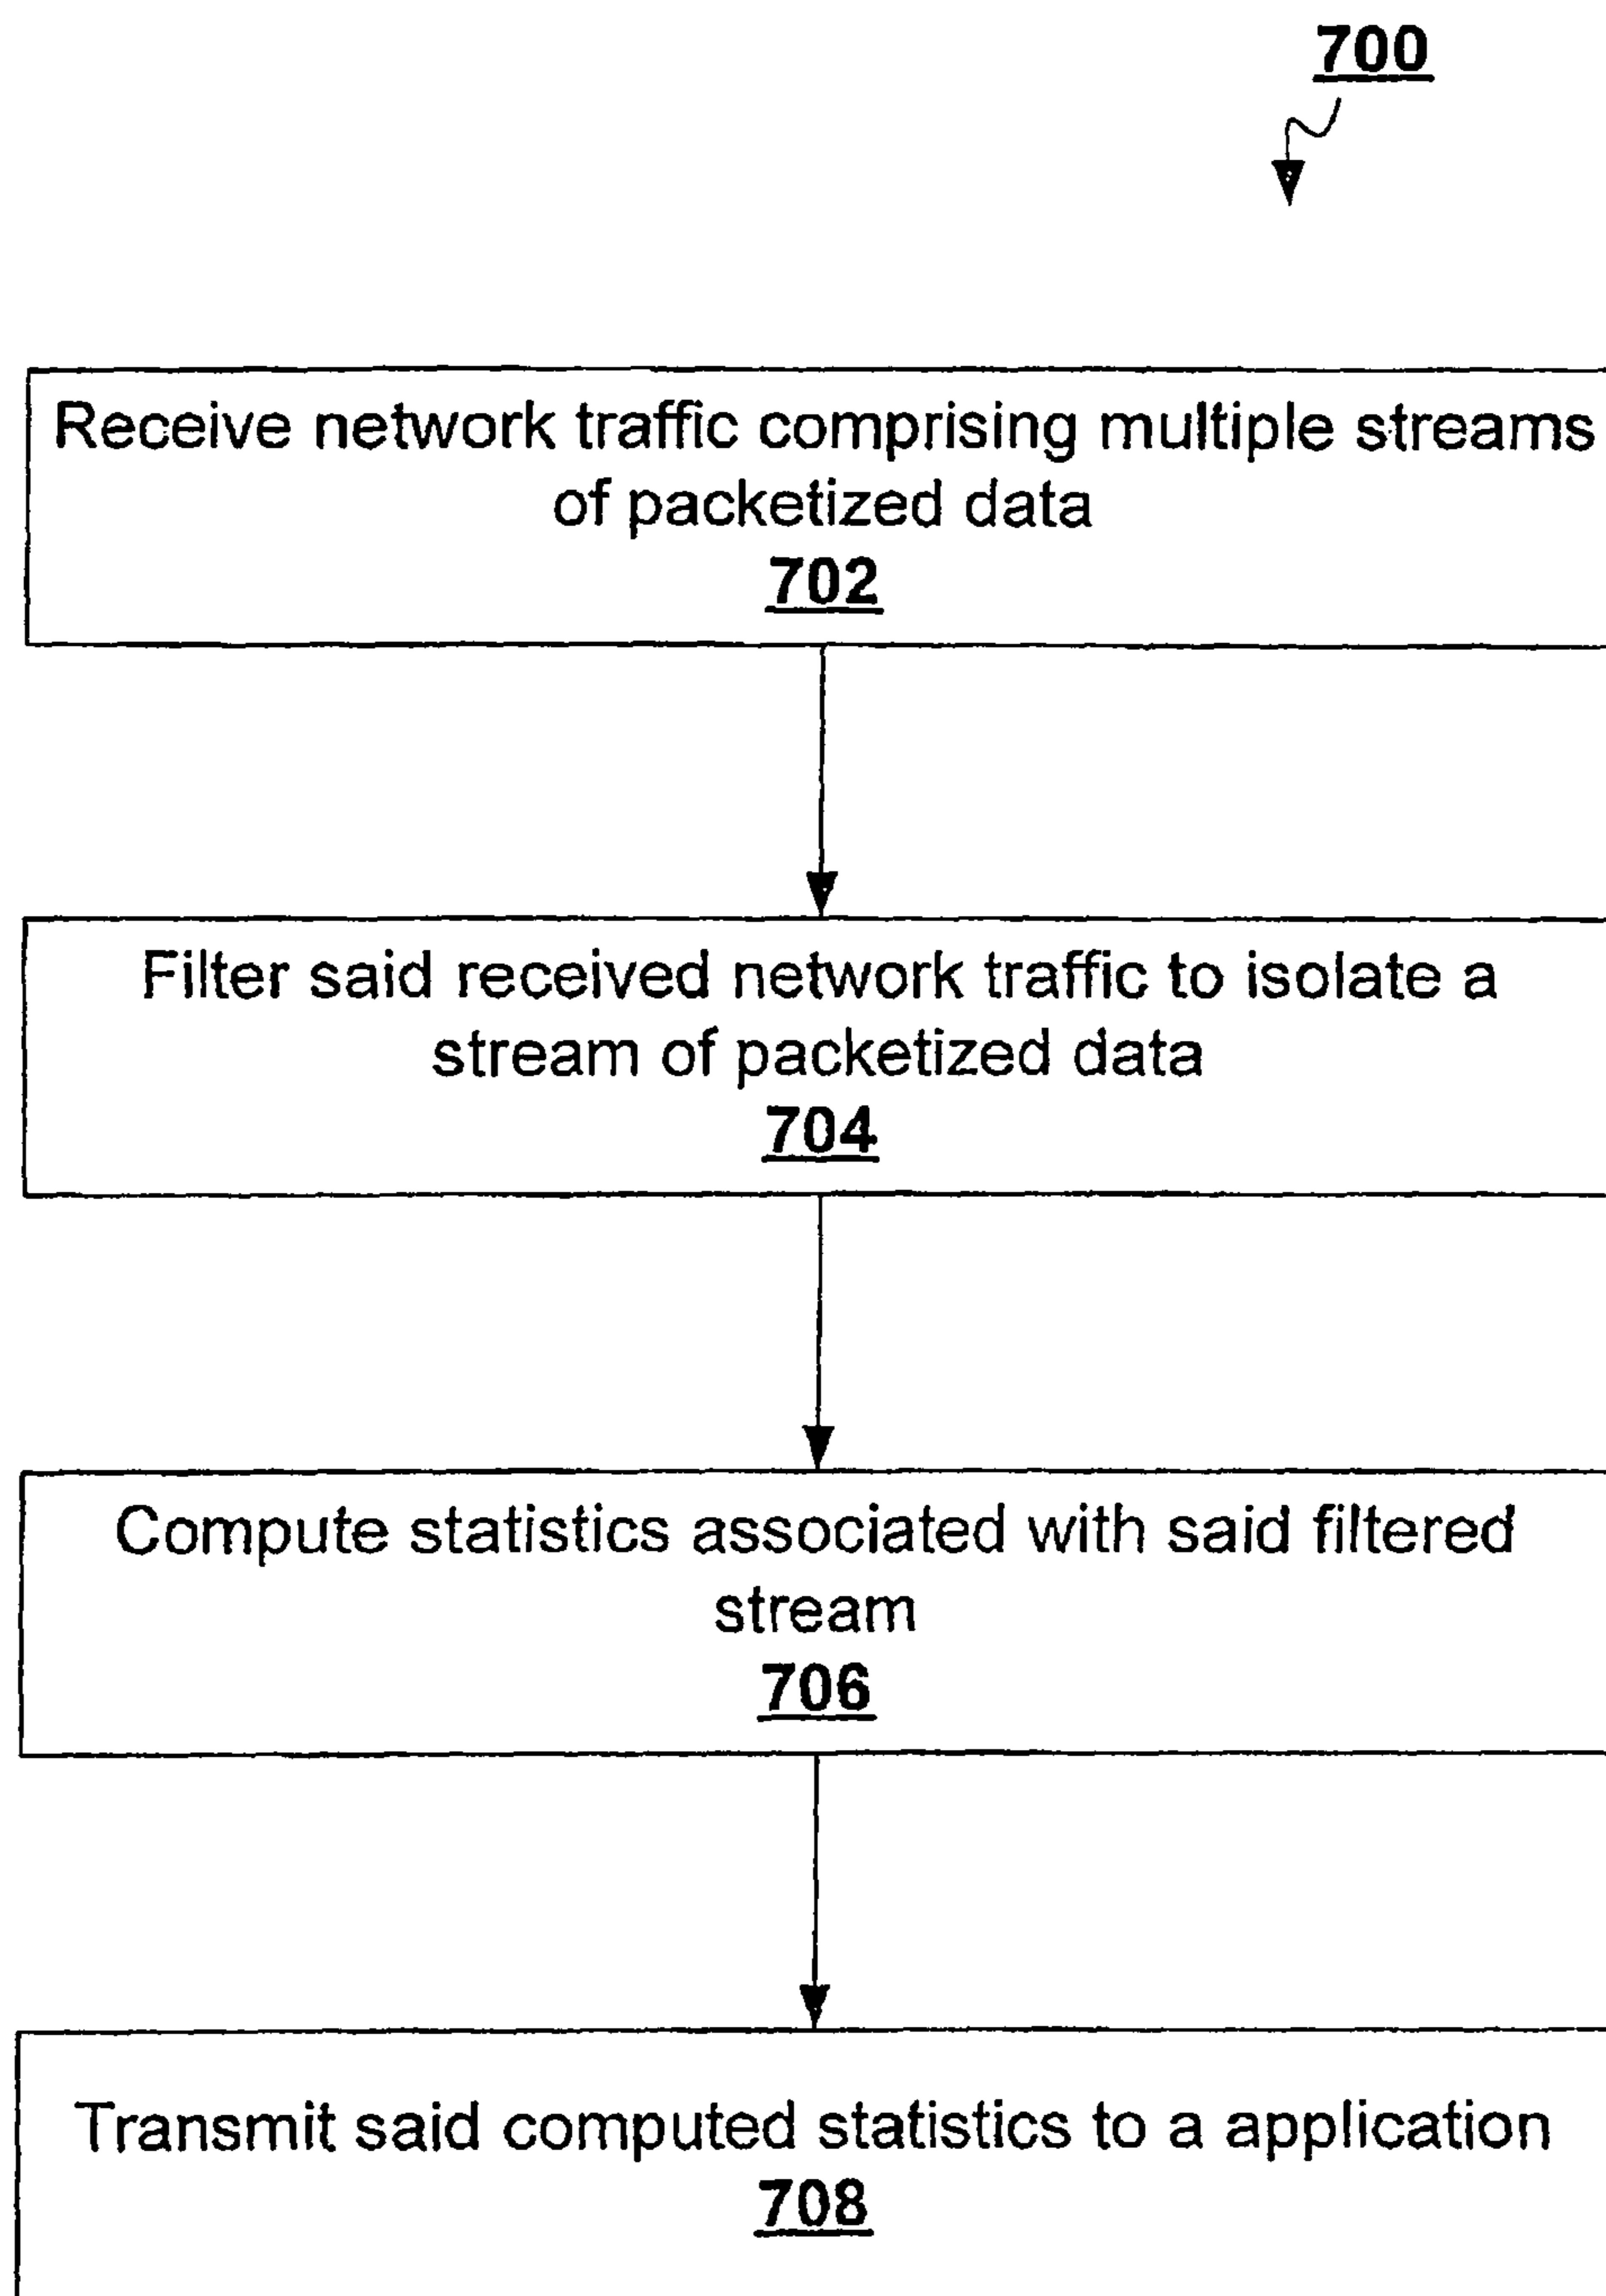 700
Receive network traffic comprising multiple streams
of packetized data
702
Filter said received network traffic to isolate a
stream of packetized data
704
Compute statistics associated with said filtered
stream
706
Transmit said computed statistics to a application
708